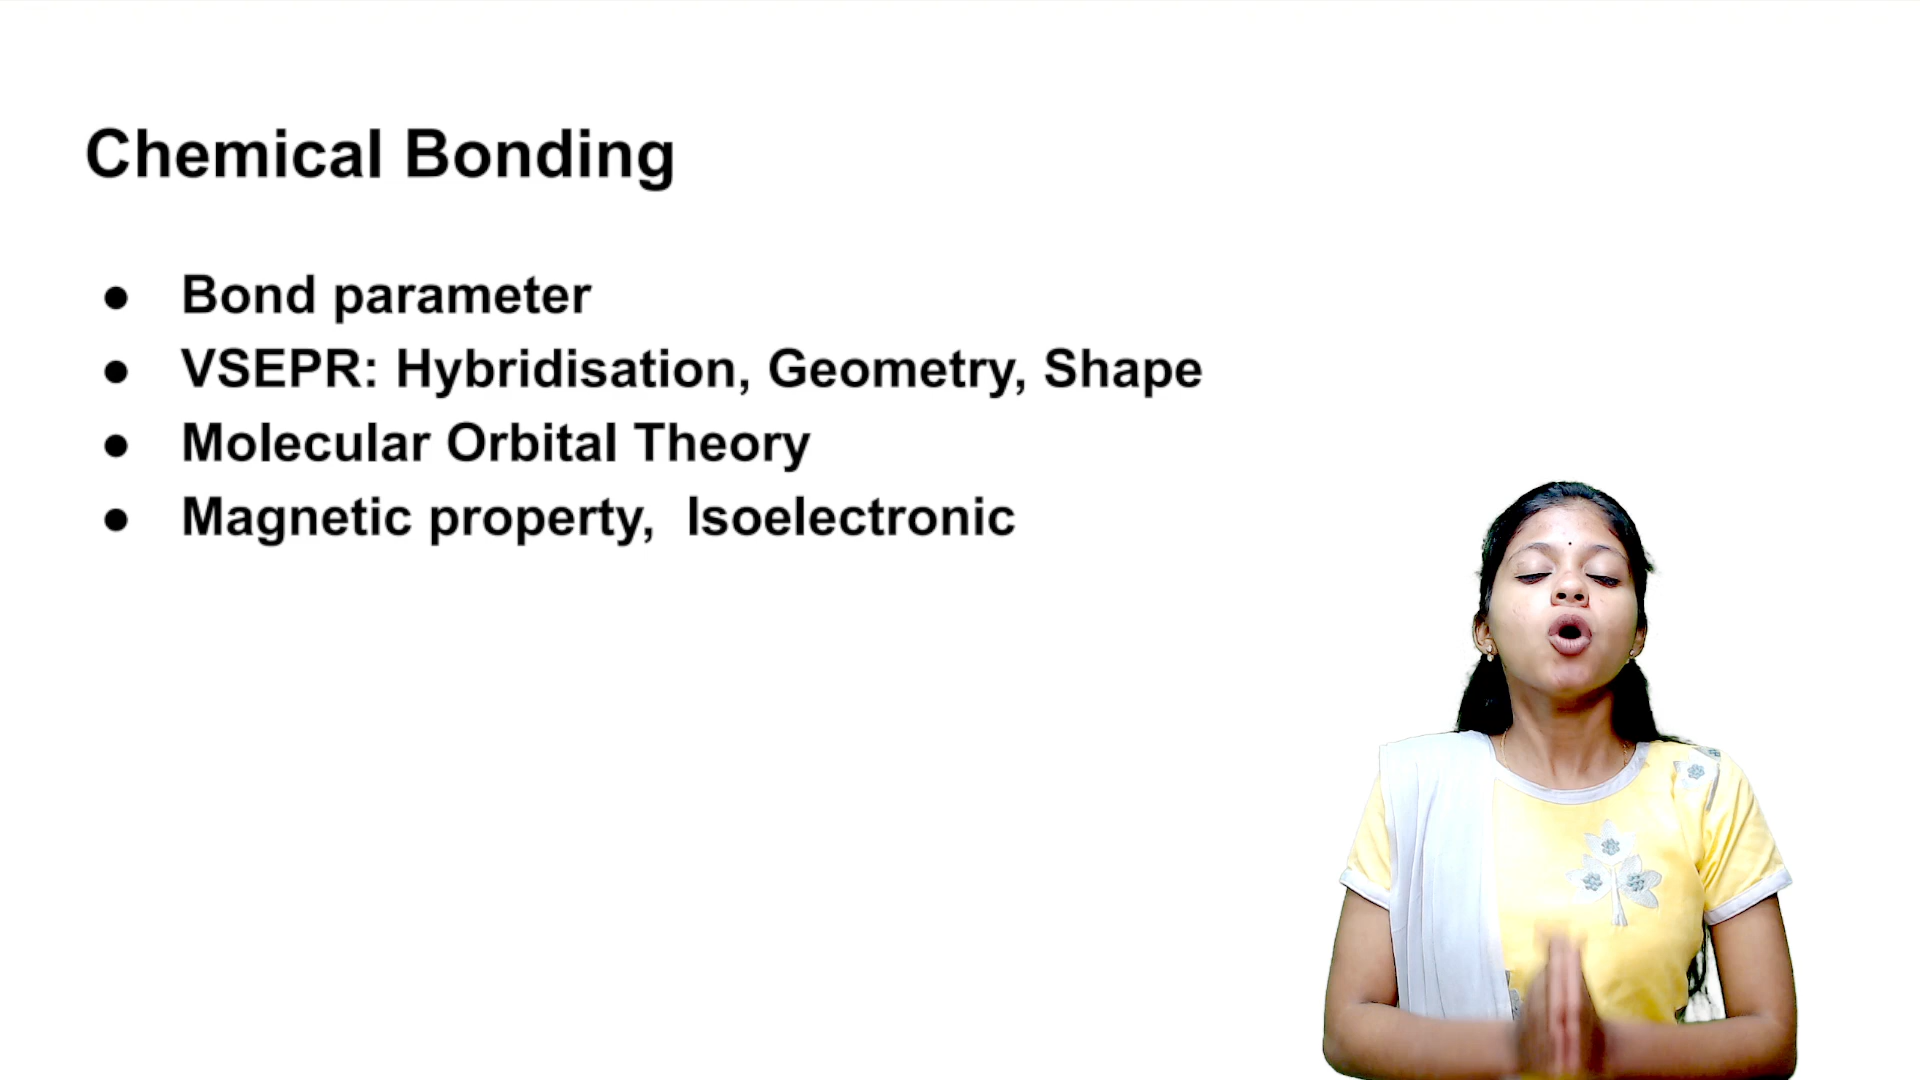 Chemical Bonding
● Bond parameter
● VSEPR: Hybridisation, Geometry, Shape
● Molecular Orbital Theory
● Magnetic property,  Isoelectronic